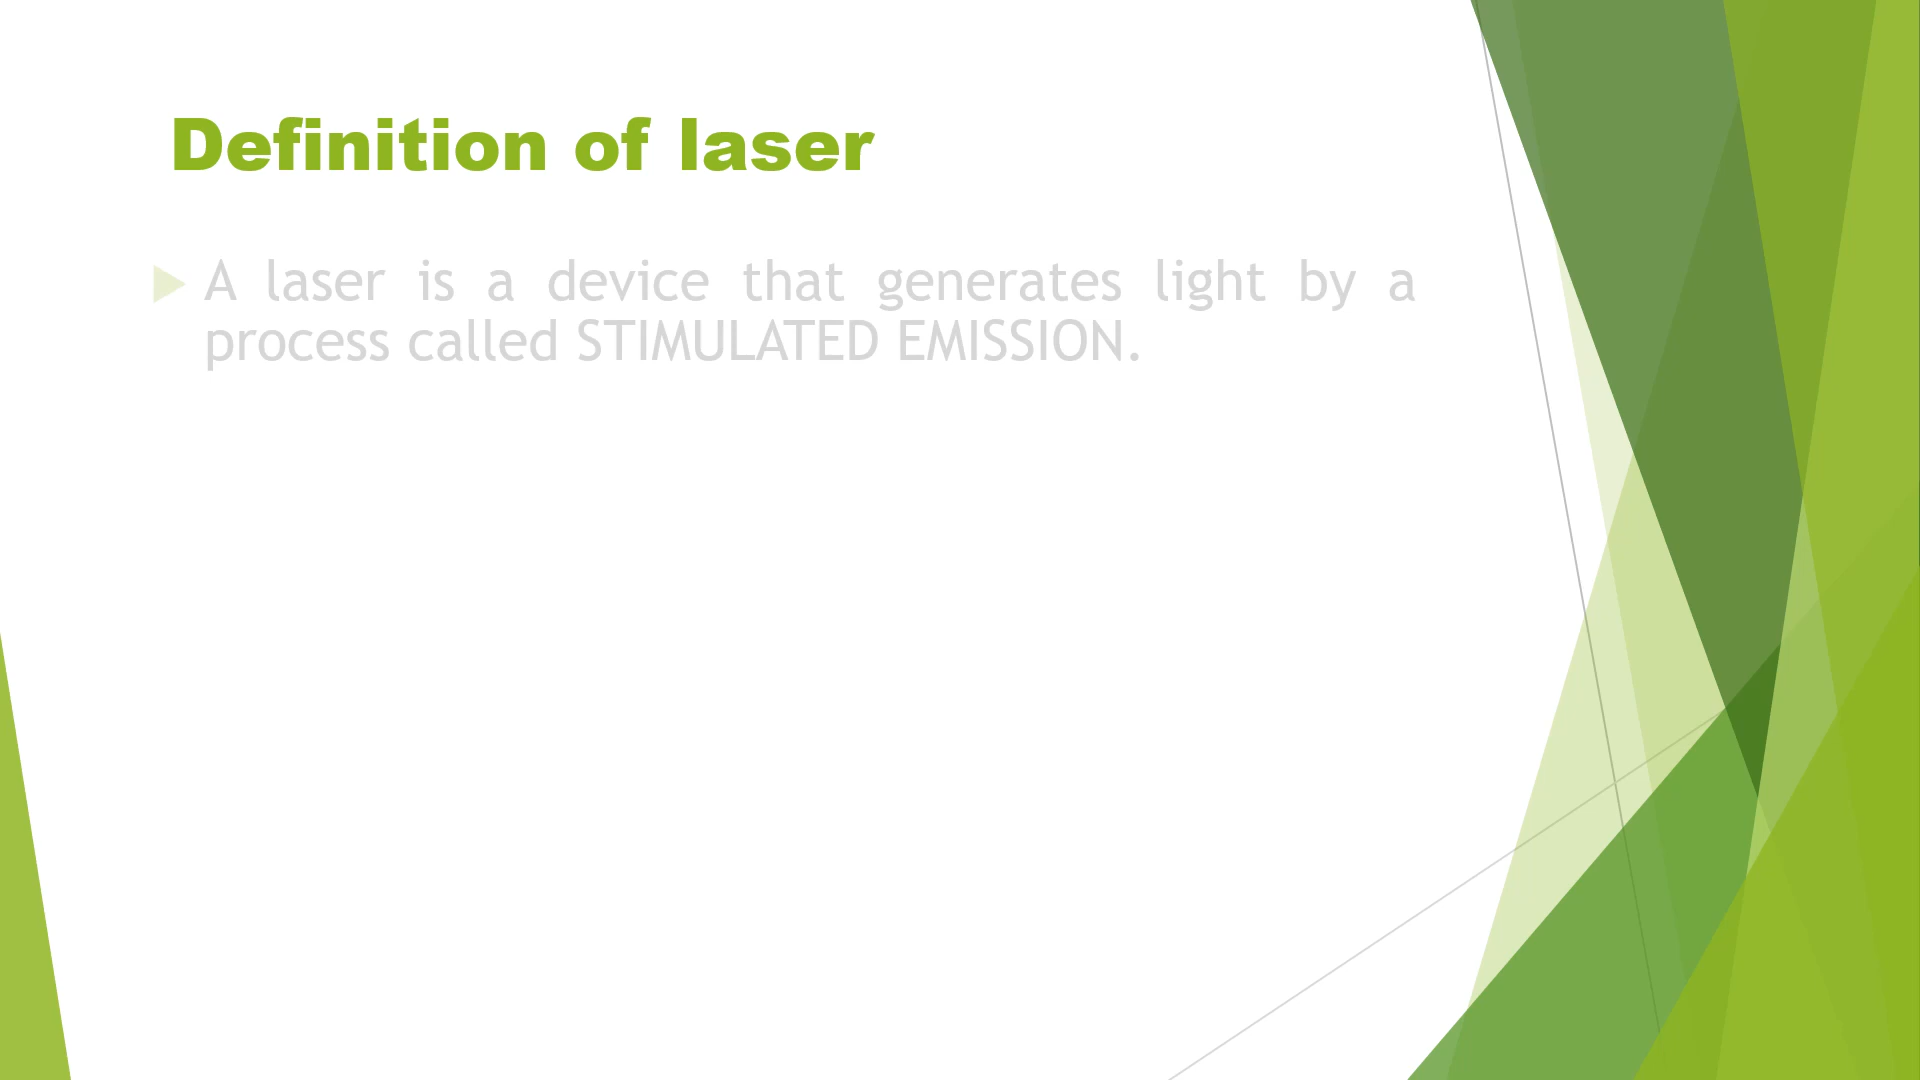 Definition of laser
A laser is a device that generates light by a
process called STIMULATED EMISSION.